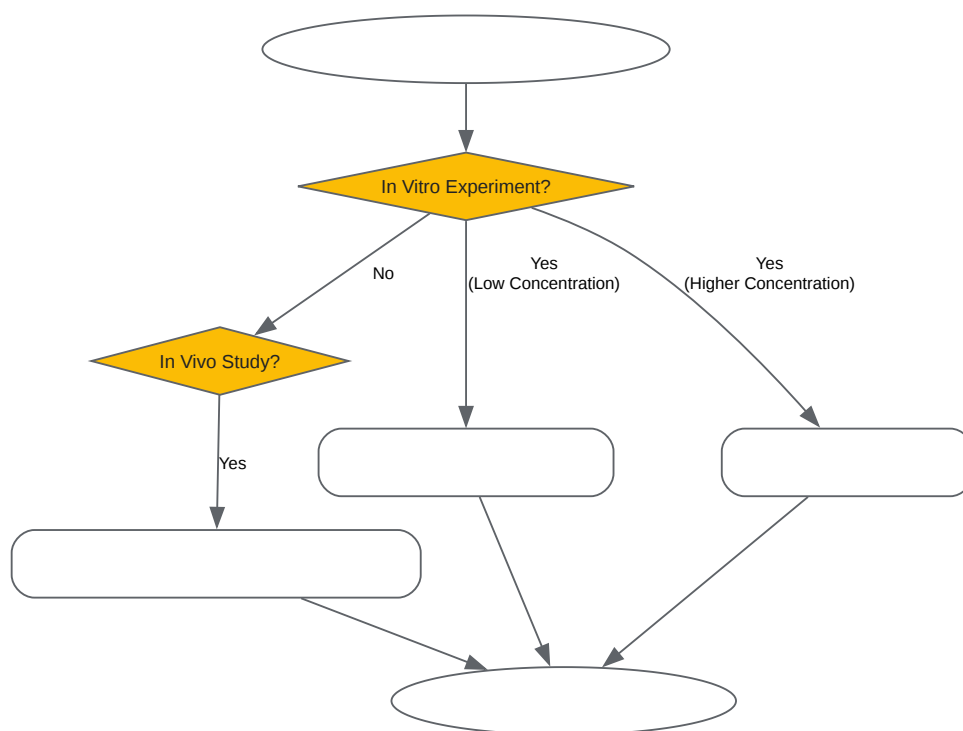 In Vitro Experiment?
No
Yes
(Low Concentration)
Yes
(Higher Concentration)
In Vivo Study?
Yes